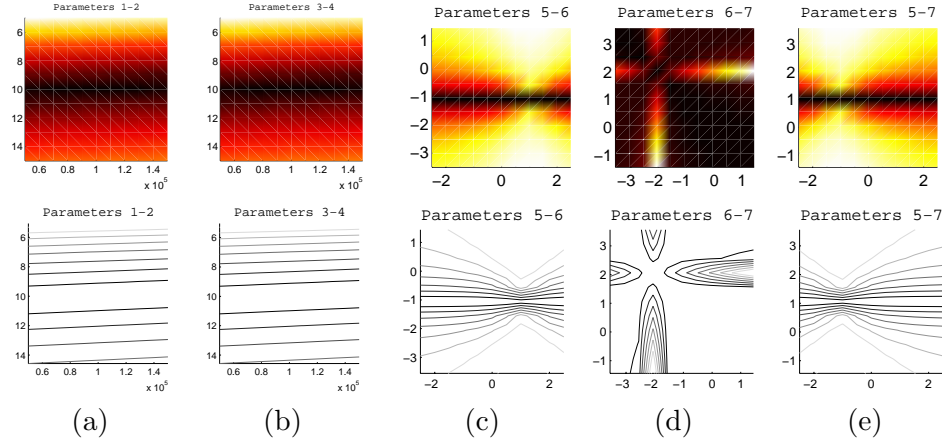 Parameters 1-2
6
8
10
12
14
0.6 0.8 1 1.2 1.4
x 10^5
Parameters 3-4
6
8
10
12
14
0.6 0.8 1 1.2 1.4
x 10^5
Parameters 5-6
1
0
−1
−2
−3
−2 0 2
Parameters 6-7
3
2
1
0
−1
−3 −2 −1 0 1
Parameters 5-7
3
2
1
0
−1
−2 0 2
Parameters 1-2
6
8
10
12
14
0.6 0.8 1 1.2 1.4
x 10^5
Parameters 3-4
6
8
10
12
14
0.6 0.8 1 1.2 1.4
x 10^5
Parameters 5-6
1
0
−1
−2
−3
−2 0 2
Parameters 6-7
3
2
1
0
−1
−3 −2 −1 0 1
Parameters 5-7
3
2
1
0
−1
−2 0 2
(a) (b) (c) (d) (e)